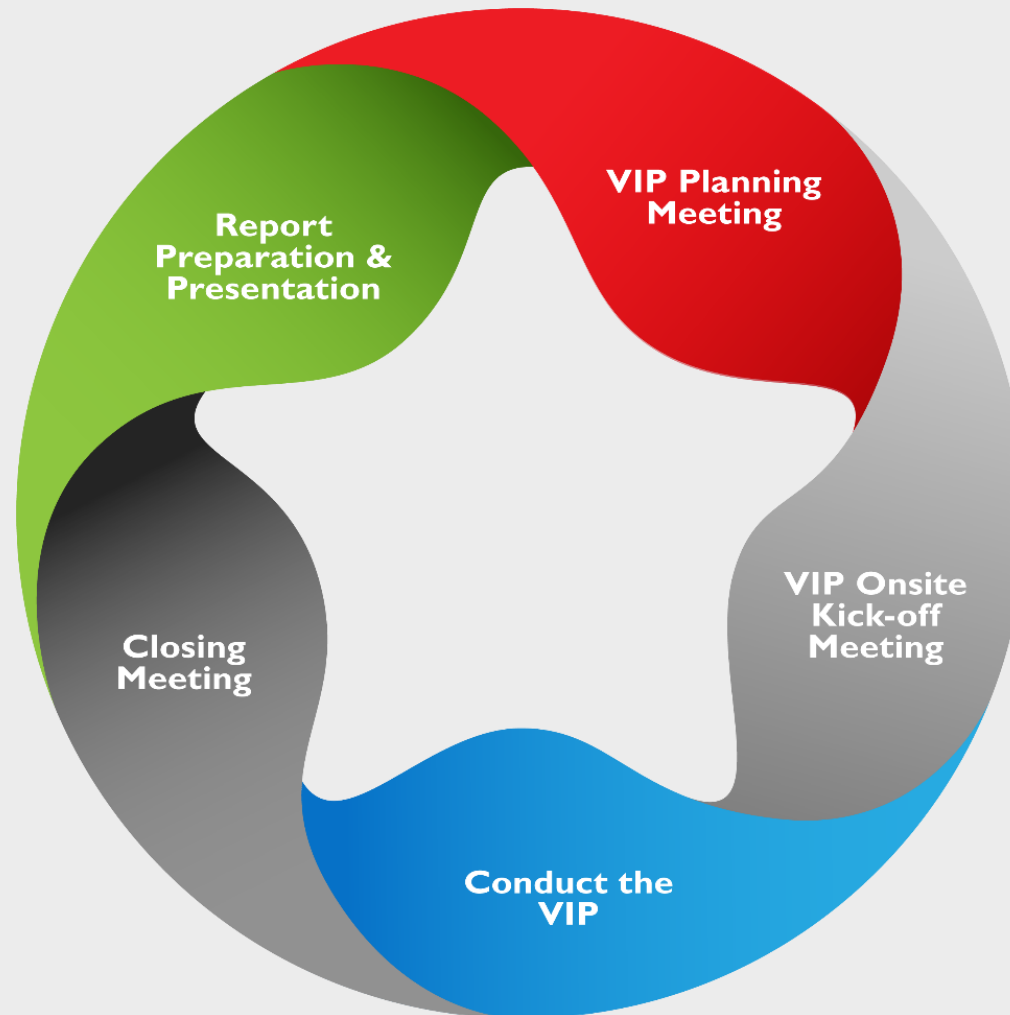 VIP Planning
Meeting
VIP Onsite
Kick-off
Meeting
Conduct the
VIP
Closing
Meeting
Report
Preparation &
Presentation